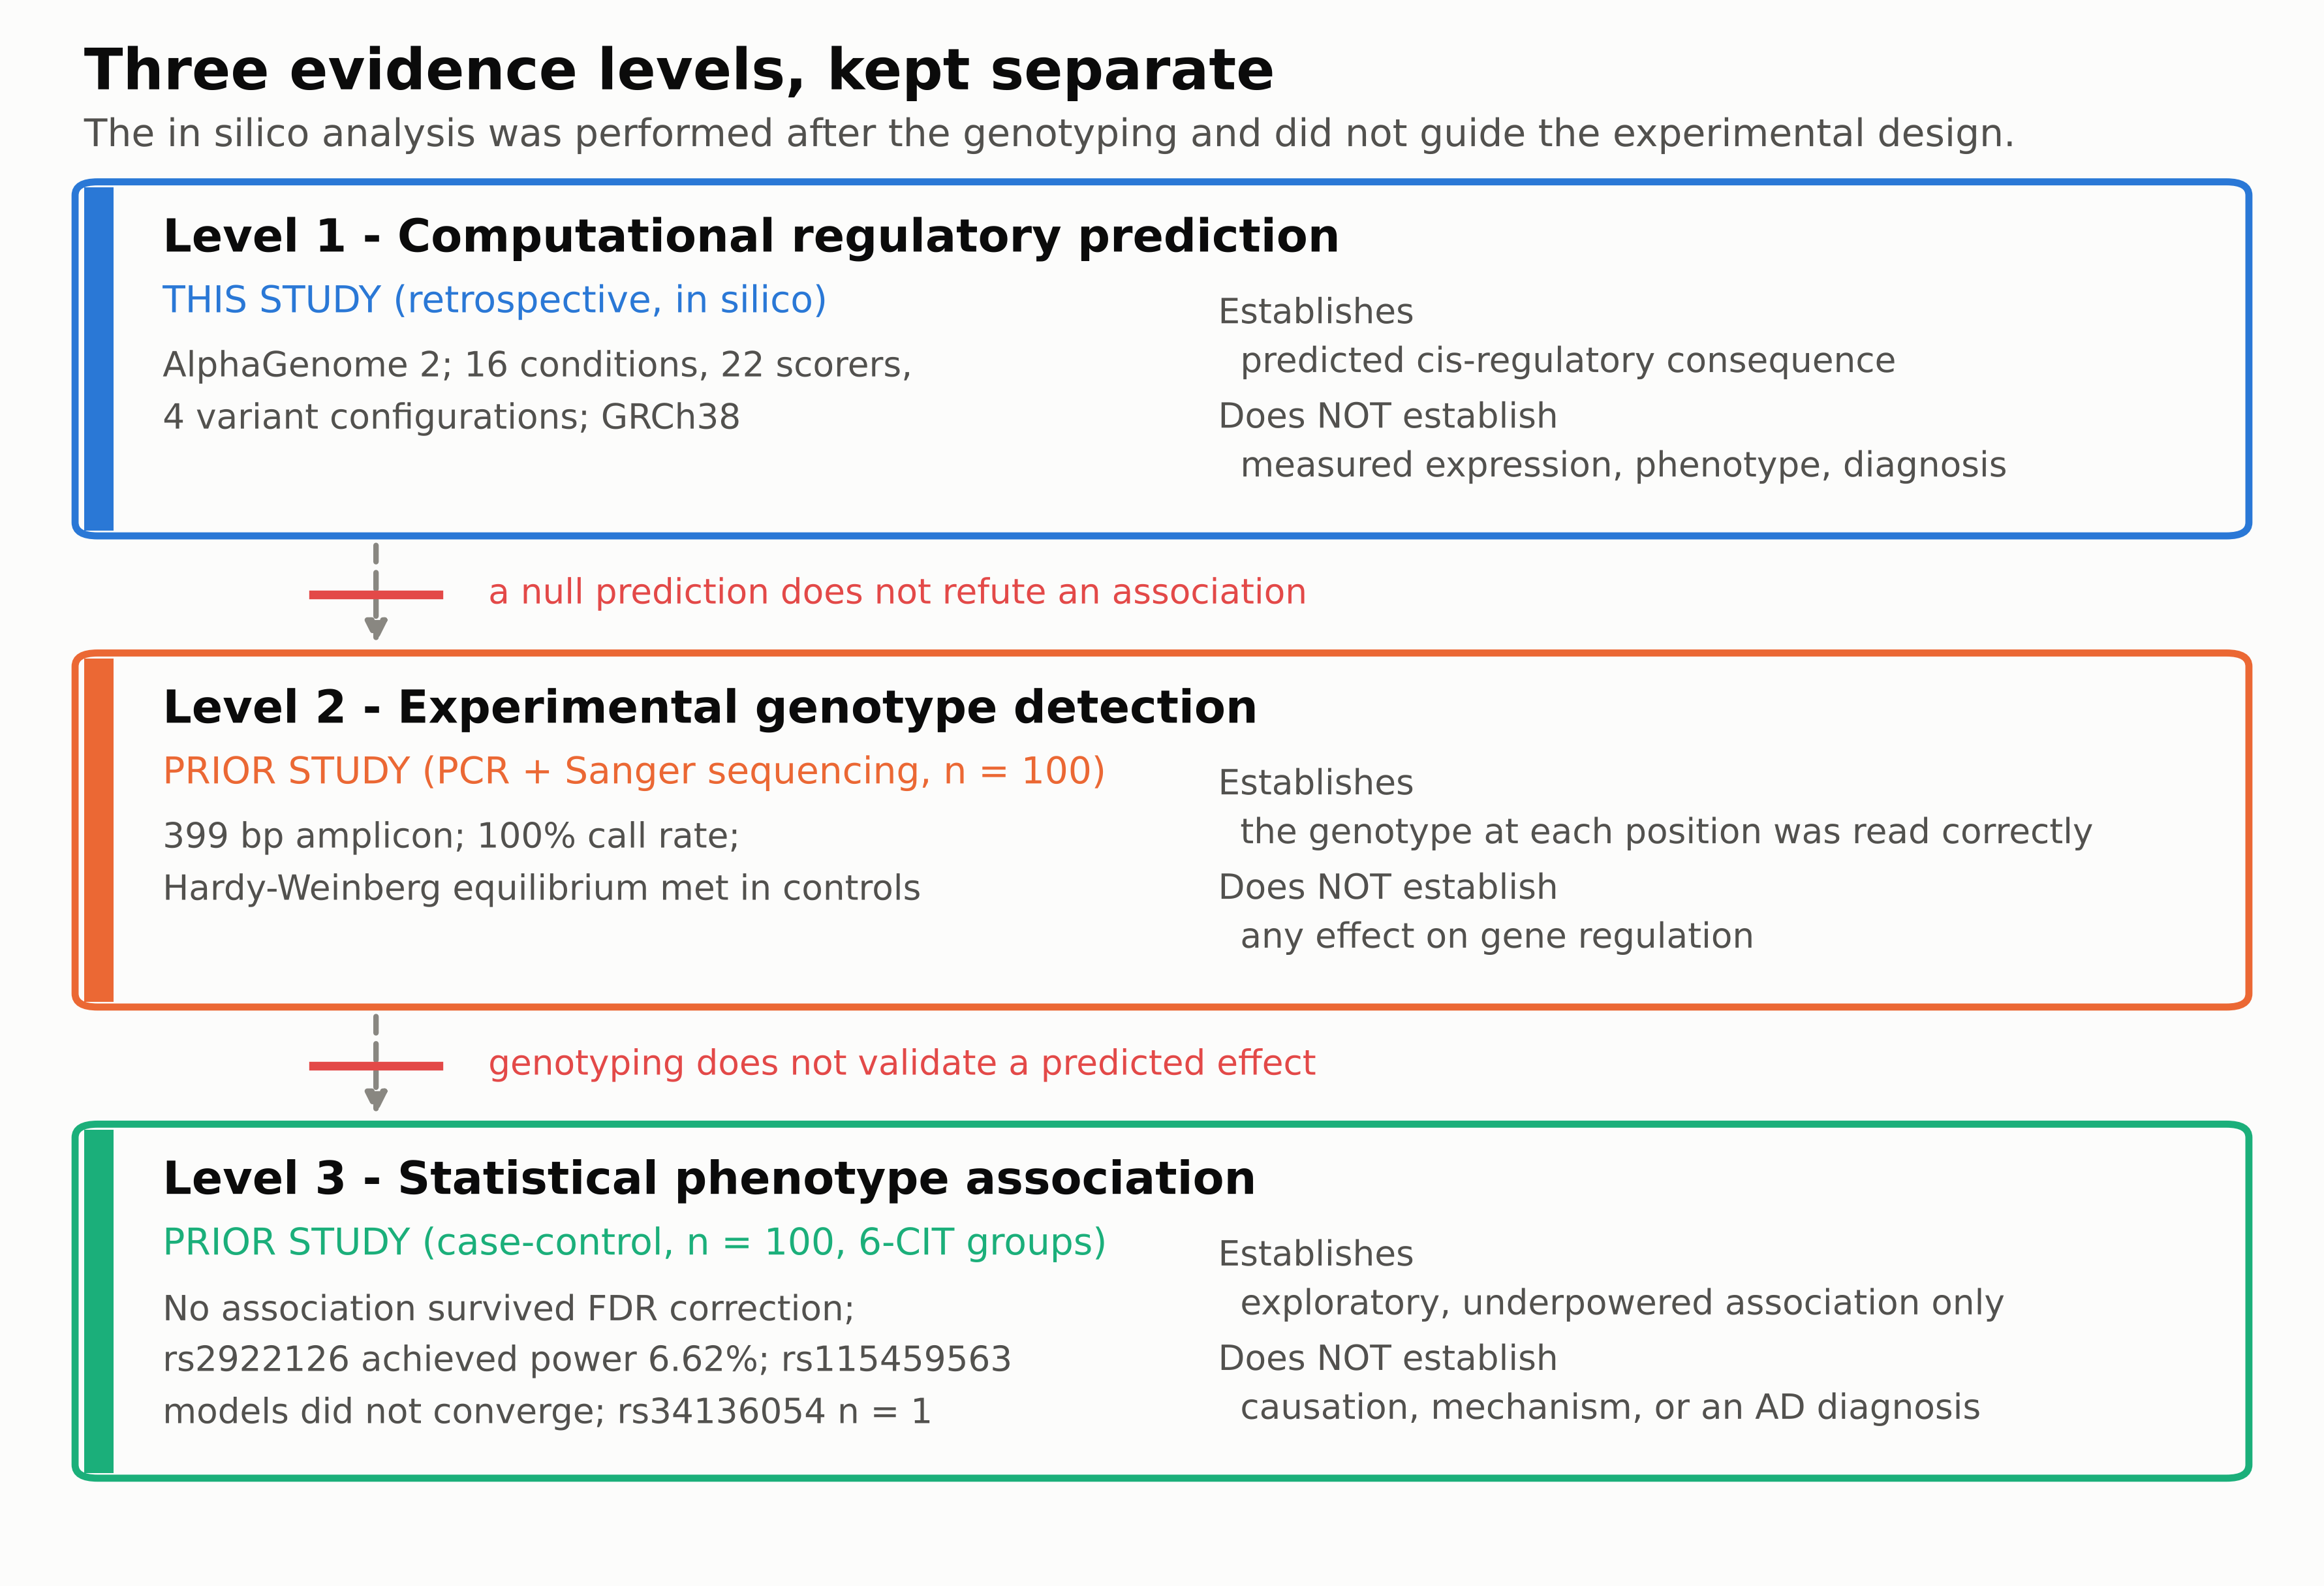 Three evidence levels, kept separate
The in silico analysis was performed after the genotyping and did not guide the experimental design.
Level 1 - Computational regulatory prediction
THIS STUDY (retrospective, in silico)
AlphaGenome 2; 16 conditions, 22 scorers,
4 variant configurations; GRCh38
Establishes
predicted cis-regulatory consequence
Does NOT establish
measured expression, phenotype, diagnosis
a null prediction does not refute an association
Level 2 - Experimental genotype detection
PRIOR STUDY (PCR + Sanger sequencing, n = 100)
399 bp amplicon; 100% call rate;
Hardy-Weinberg equilibrium met in controls
Establishes
the genotype at each position was read correctly
Does NOT establish
any effect on gene regulation
genotyping does not validate a predicted effect
Level 3 - Statistical phenotype association
PRIOR STUDY (case-control, n = 100, 6-CIT groups)
No association survived FDR correction;
rs2922126 achieved power 6.62%; rs115459563
models did not converge; rs34136054 n = 1
Establishes
exploratory, underpowered association only
Does NOT establish
causation, mechanism, or an AD diagnosis